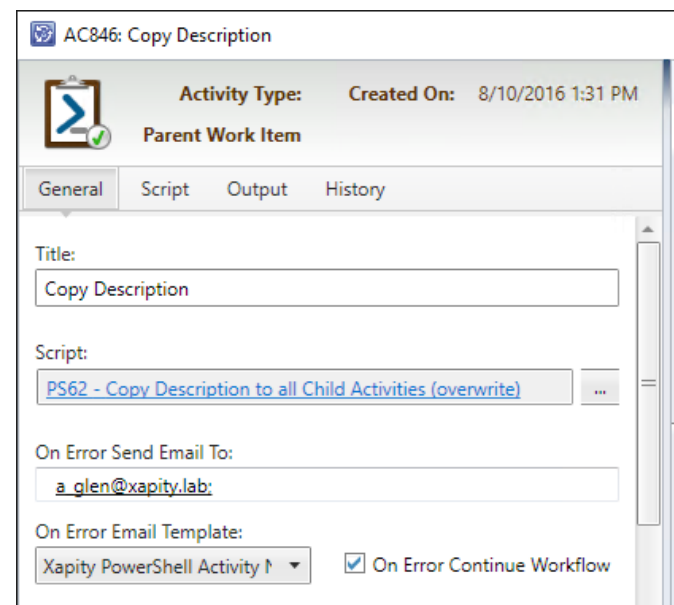 AC846: Copy Description
Activity Type: Created On: 8/10/2016 1:31 PM
Parent Work Item
General Script Output History
Title:
Copy Description
Script:
PS62 - Copy Description to all Child Activities (overwrite)
...
On Error Send Email To:
a_glen@xapity.lab;
On Error Email Template:
Xapity PowerShell Activity
On Error Continue Workflow